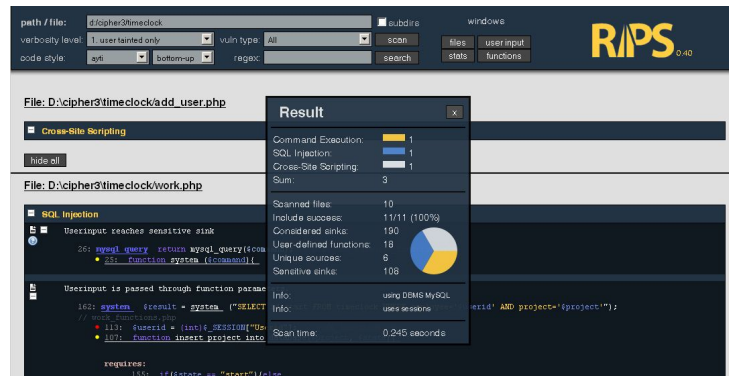 path / file: d:/cipher3/timeclock subdirs windows
verbosity level: 1. user tainted only vuln type: All scan files user input
code style: ayti bottom-up regex: search stats functions
RIPS 0.40
File: D:\cipher3\timeclock/add_user.php
Cross-Site Scripting
hide all
File: D:\cipher3\timeclock/work.php
SQL Injection
Userinput reaches sensitive sink
26: mysql_query return mysql_query($com
25: function system ($command){
Userinput is passed through function parame
162: system $result = system ("SELECT erid' AND project='$project'");
// work_functions.php
113: $userid = (int)$_SESSION["Us
107: function insert project into
requires:
155: if($state == "start")/else
Result x
Command Execution: 1
SQL Injection: 1
Cross-Site Scripting: 1
Sum: 3
Scanned files: 10
Include success: 11/11 (100%)
Considered sinks: 190
User-defined functions: 18
Unique sources: 6
Sensitive sinks: 108
Info: using DBMS MySQL
Info: uses sessions
Scan time: 0.245 seconds